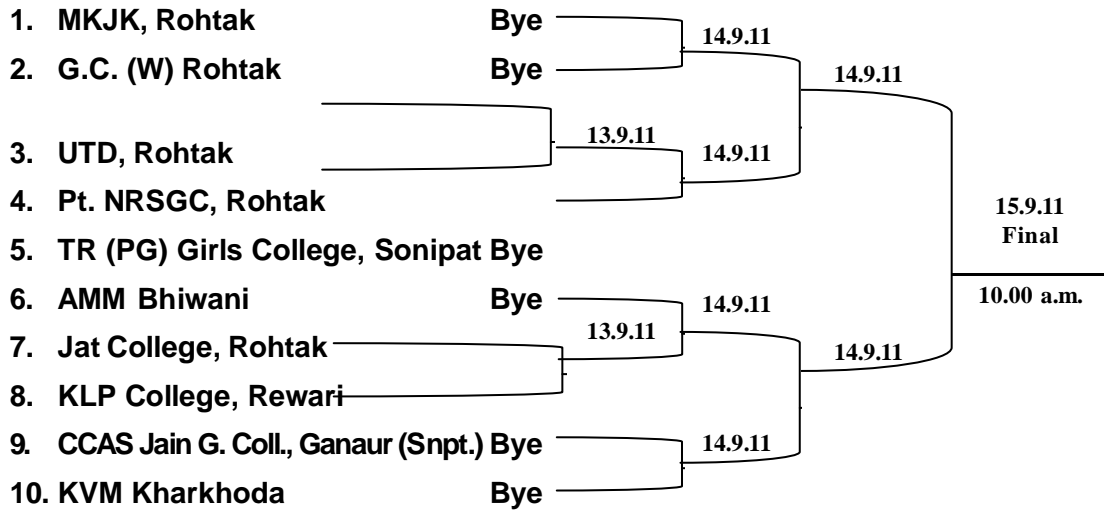 1. MKJK, Rohtak Bye
14.9.11
2. G.C. (W) Rohtak Bye
14.9.11
13.9.11
3. UTD, Rohtak
14.9.11
4. Pt. NRSGC, Rohtak
15.9.11
Final
5. TR (PG) Girls College, Sonipat Bye
10.00 a.m.
6. AMM Bhiwani Bye
14.9.11
13.9.11
7. Jat College, Rohtak
14.9.11
8. KLP College, Rewari
9. CCAS Jain G. Coll., Ganaur (Snpt.) Bye
14.9.11
10. KVM Kharkhoda Bye